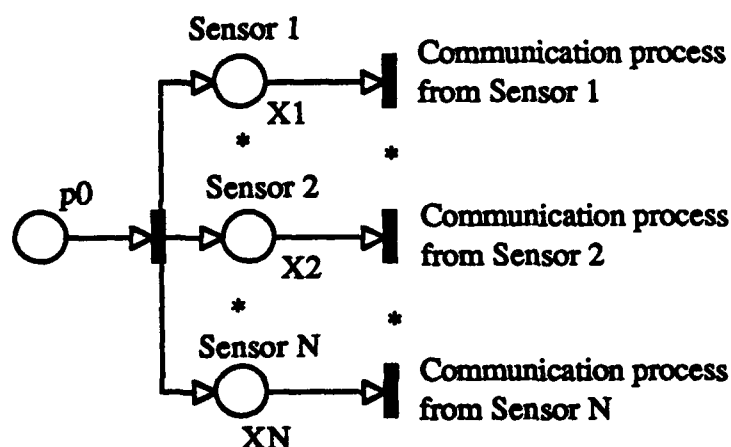 Sensor 1
Communication process
from Sensor 1
X1
*
*
p0
Sensor 2
Communication process
from Sensor 2
X2
*
*
Sensor N
Communication process
from Sensor N
XN